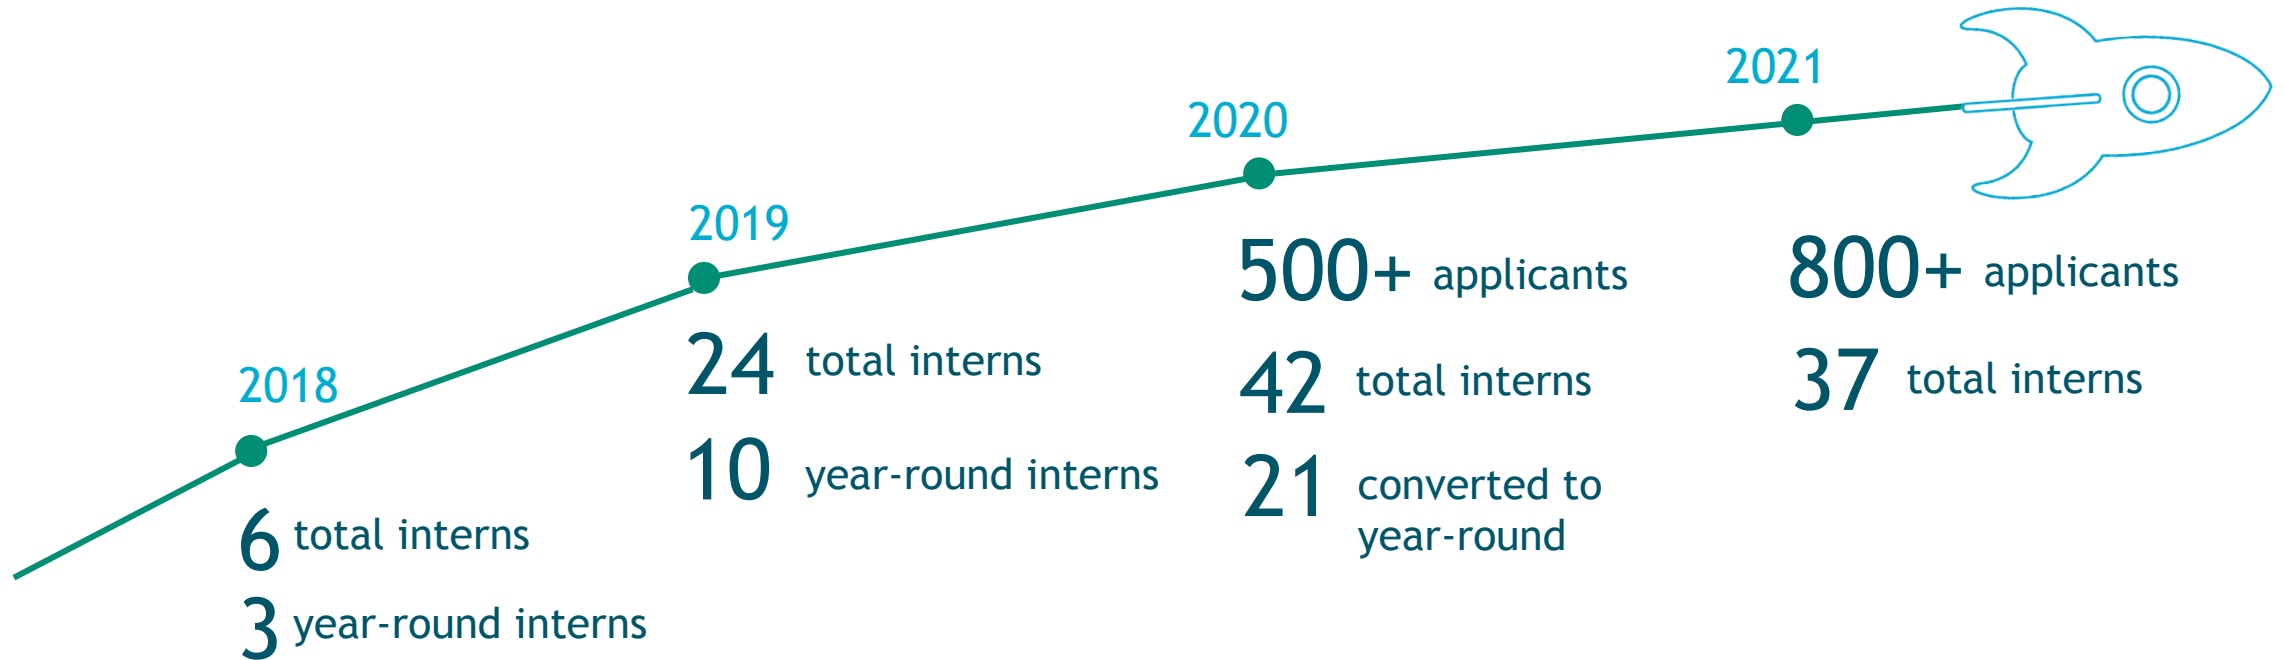 2018
6 total interns
3 year-round interns
2019
24 total interns
10 year-round interns
2020
500+ applicants
42 total interns
21 converted to
year-round
2021
800+ applicants
37 total interns